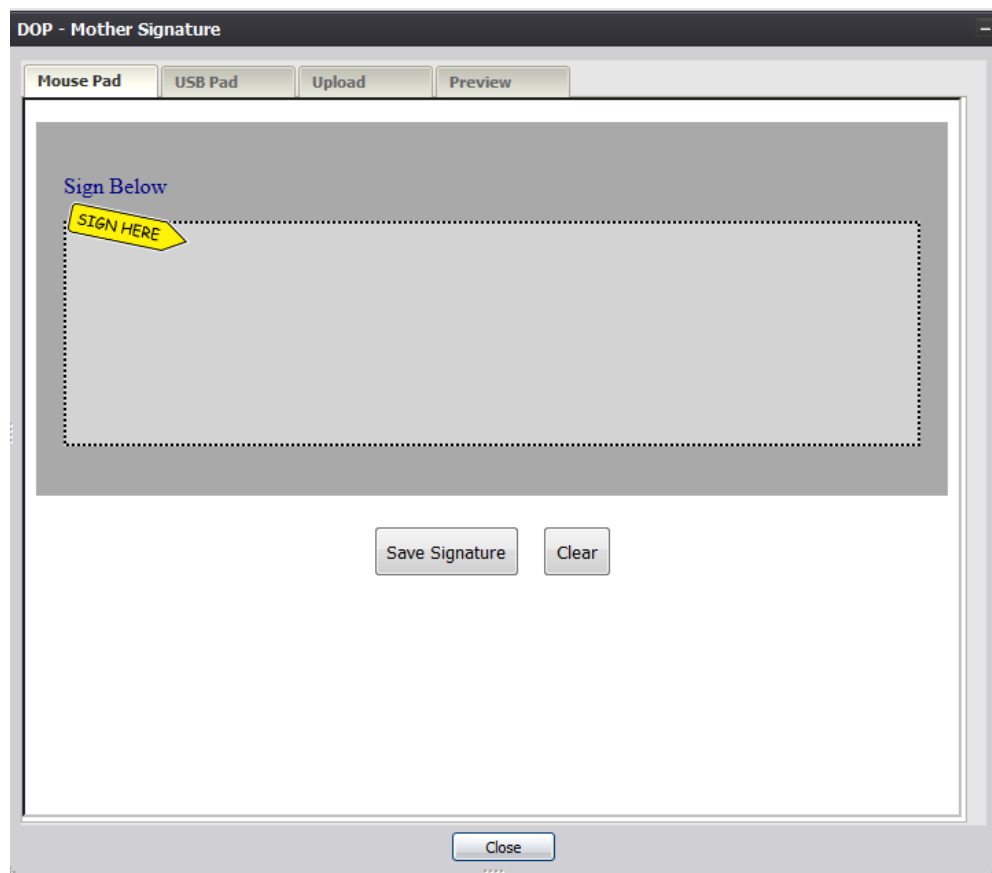 DOP - Mother Signature
Mouse Pad USB Pad Upload Preview
Sign Below
SIGN HERE
Save Signature Clear
Close